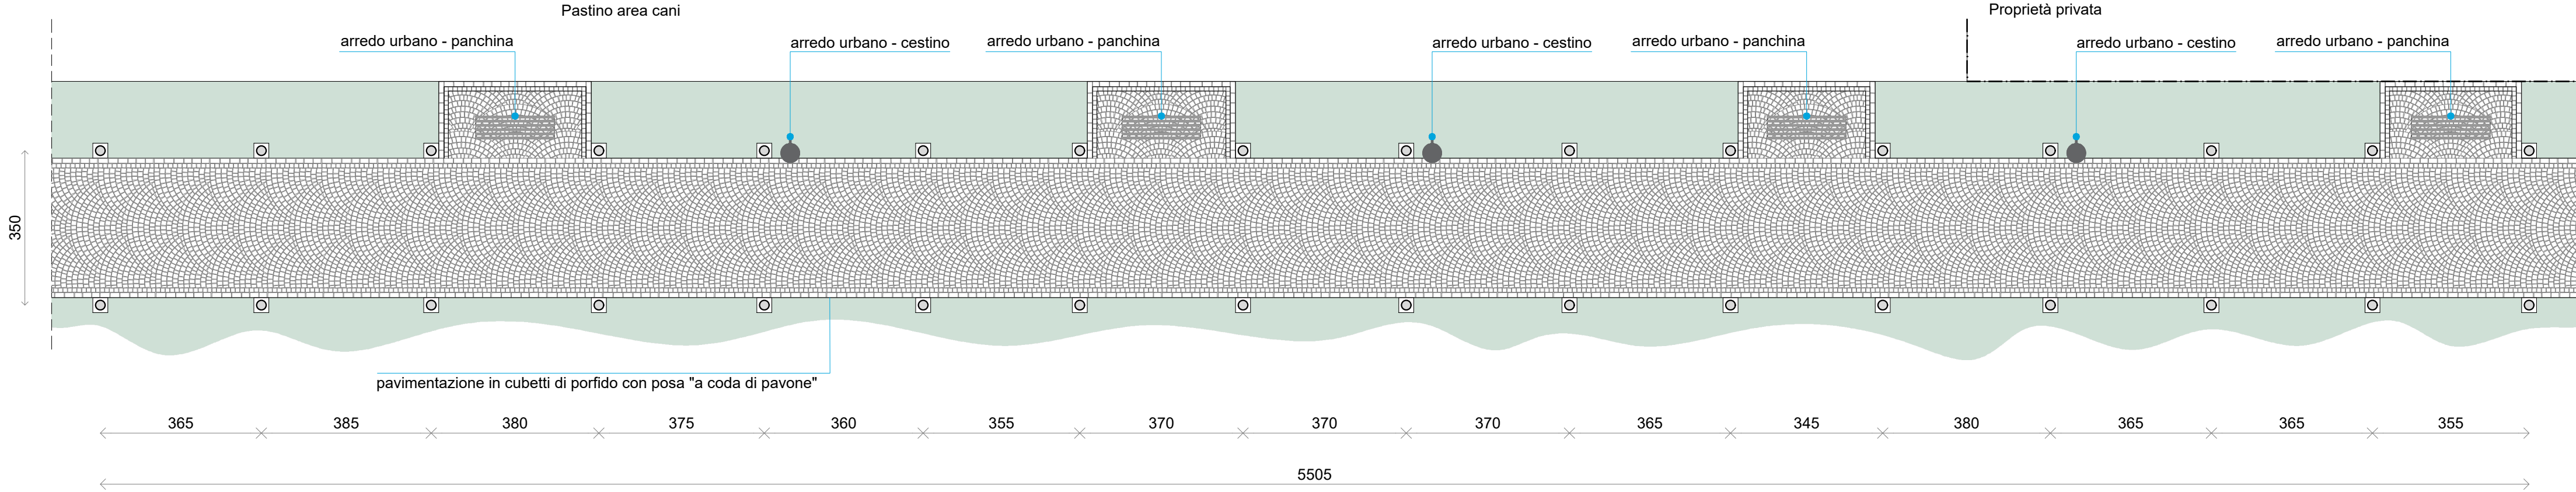 Pastino area cani
Proprietà privata
arredo urbano - panchina
arredo urbano - cestino
arredo urbano - panchina
arredo urbano - cestino
arredo urbano - panchina
arredo urbano - cestino
arredo urbano - panchina
350
pavimentazione in cubetti di porfido con posa "a coda di pavone"
365 385 380 375 360 355 370 370 370 365 345 380 365 365 355
5505